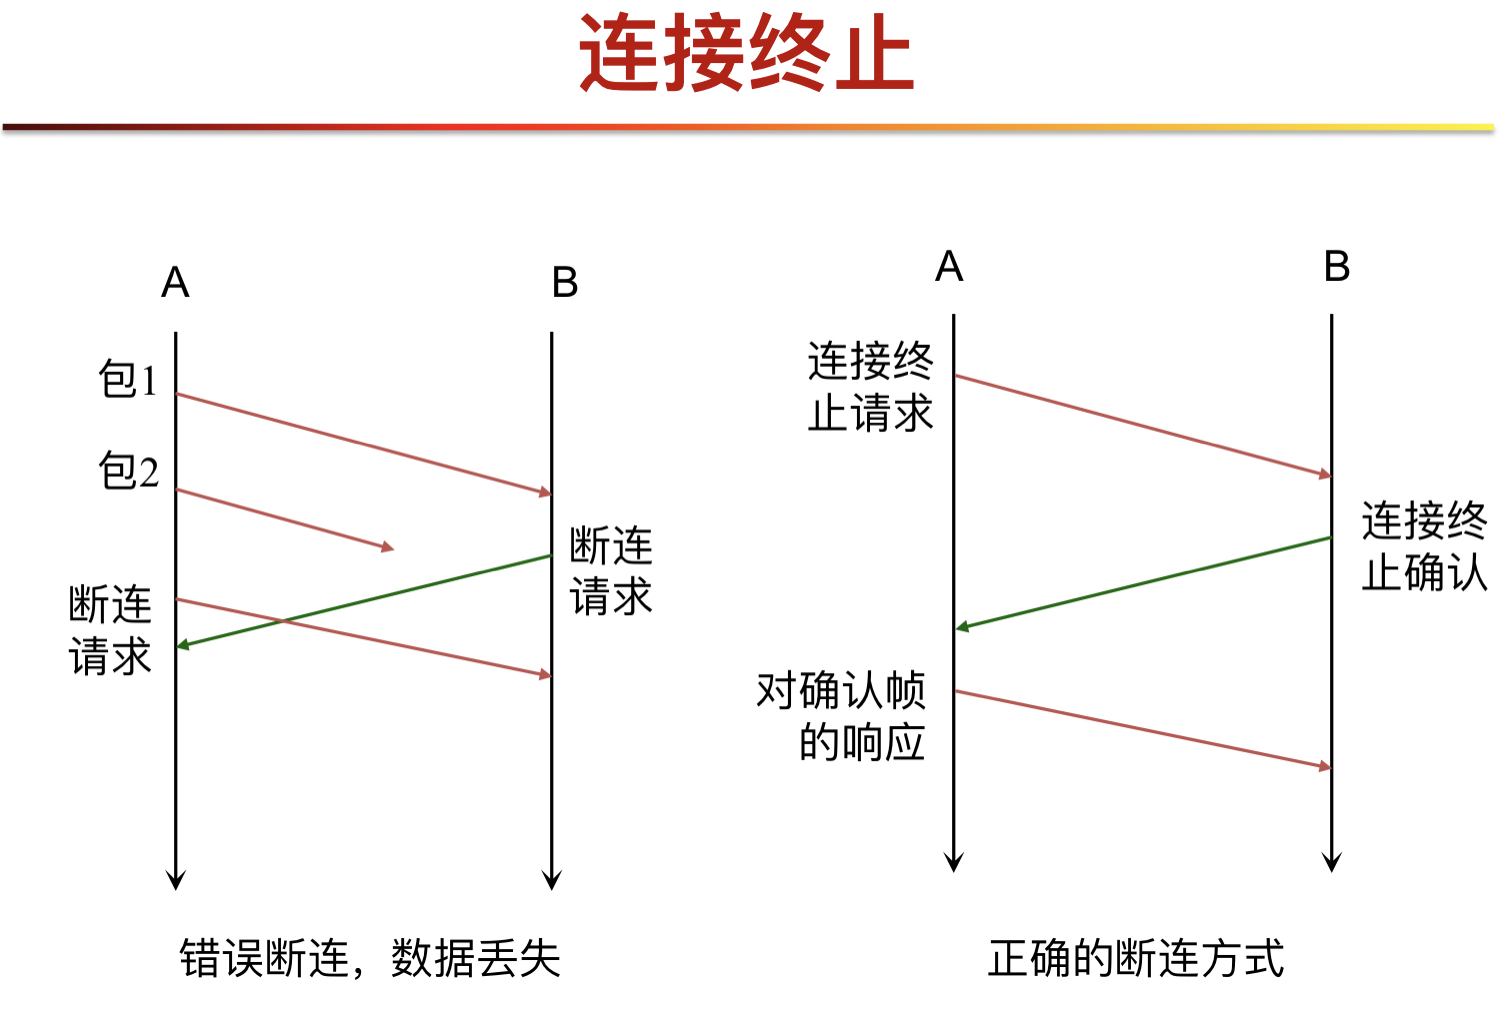 连接终止
A
B
包1
包2
断连
请求
断连
请求
错误断连，数据丢失
A
B
连接终
止请求
连接终
止确认
对确认帧
的响应
正确的断连方式